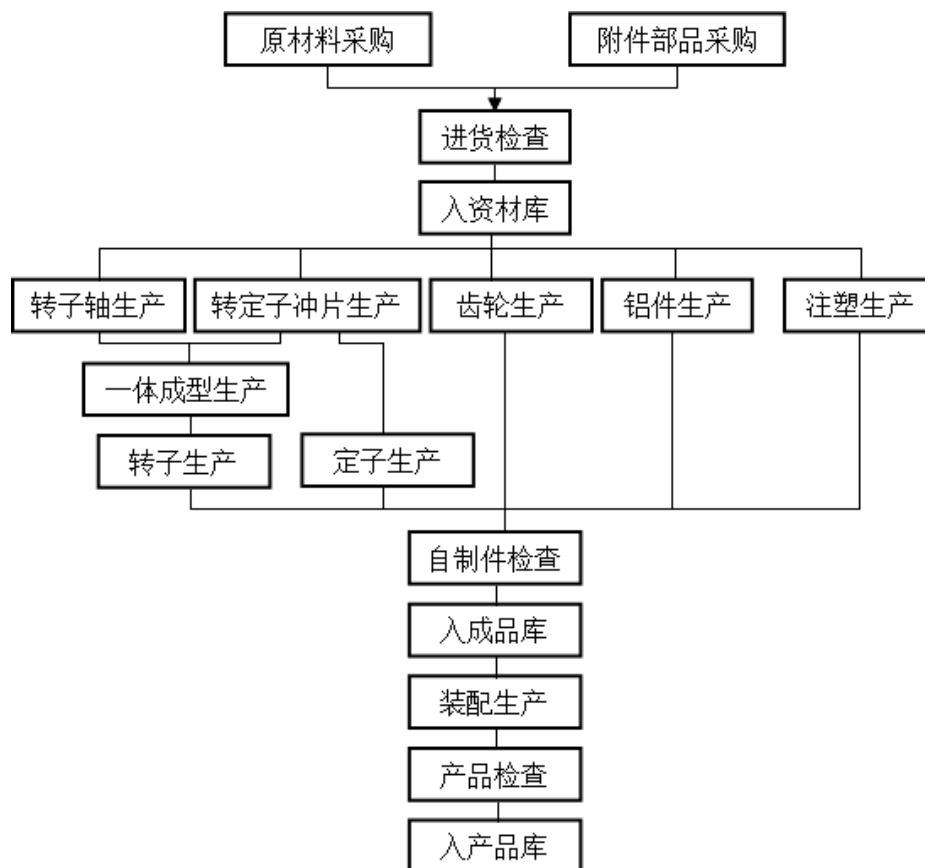 原材料采购
附件部品采购
进货检查
入资材库
转子轴生产
转定子冲片生产
齿轮生产
铝件生产
注塑生产
一体成型生产
转子生产
定子生产
自制件检查
入成品库
装配生产
产品检查
入产品库